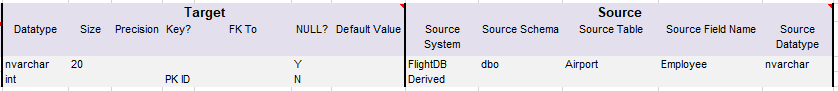 Target Source
Datatype Size Precision Key? FK To NULL? Default Value Source System Source Schema Source Table Source Field Name Source Datatype
nvarchar 20 Y FlightDB dbo Airport Employee nvarchar
int PK ID N Derived